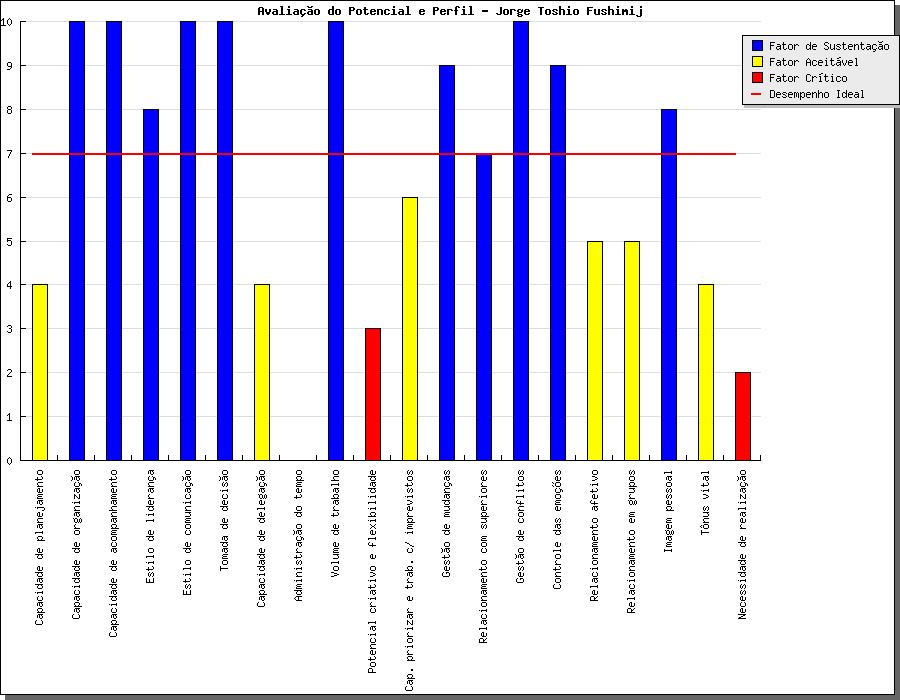 Avaliação do Potencial e Perfil - Jorge Toshio Fushimij
Fator de Sustentação
Fator Aceitável
Fator Crítico
Desempenho Ideal
10
9
8
7
6
5
4
3
2
1
0
Capacidade de planejamento
Capacidade de organização
Capacidade de acompanhamento
Estilo de liderança
Estilo de comunicação
Tomada de decisão
Capacidade de delegação
Administração do tempo
Volume de trabalho
Potencial criativo e flexibilidade
Cap. priorizar e trab. c/ imprevistos
Gestão de mudanças
Relacionamento com superiores
Gestão de conflitos
Controle das emoções
Relacionamento afetivo
Relacionamento em grupos
Imagem pessoal
Tônus vital
Necessidade de realização